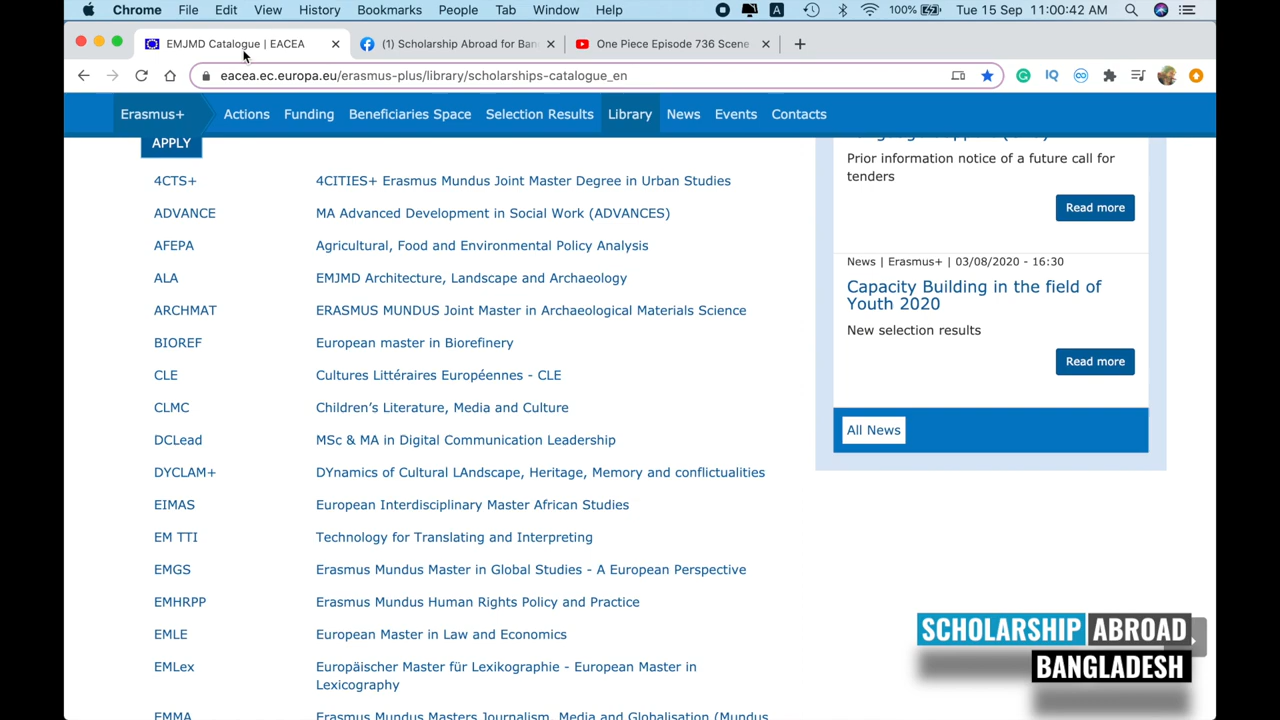 Chrome File Edit View History Bookmarks People Tab Window Help 100% Tue 15 Sep 11:00:42 AM
EMJMD Catalogue | EACEA
(1) Scholarship Abroad for Ban
One Piece Episode 736 Scene
eacea.ec.europa.eu/erasmus-plus/library/scholarships-catalogue_en
Erasmus+ Actions Funding Beneficiaries Space Selection Results Library News Events Contacts
APPLY
4CTS+ 4CITIES+ Erasmus Mundus Joint Master Degree in Urban Studies
ADVANCE MA Advanced Development in Social Work (ADVANCES)
AFEPA Agricultural, Food and Environmental Policy Analysis
ALA EMJMD Architecture, Landscape and Archaeology
ARCHMAT ERASMUS MUNDUS Joint Master in Archaeological Materials Science
BIOREF European master in Biorefinery
CLE Cultures Littéraires Européennes - CLE
CLMC Children’s Literature, Media and Culture
DCLead MSc & MA in Digital Communication Leadership
DYCLAM+ DYnamics of Cultural LAndscape, Heritage, Memory and conflictualities
EIMAS European Interdisciplinary Master African Studies
EM TTI Technology for Translating and Interpreting
EMGS Erasmus Mundus Master in Global Studies - A European Perspective
EMHRPP Erasmus Mundus Human Rights Policy and Practice
EMLE European Master in Law and Economics
EMLex Europäischer Master für Lexikographie - European Master in
Lexicography
EMMA Erasmus Mundus Masters Journalism, Media and Globalisation (Mundus
Prior information notice of a future call for
tenders
Read more
News | Erasmus+ | 03/08/2020 - 16:30
Capacity Building in the field of
Youth 2020
New selection results
Read more
All News
SCHOLARSHIP ABROAD
BANGLADESH